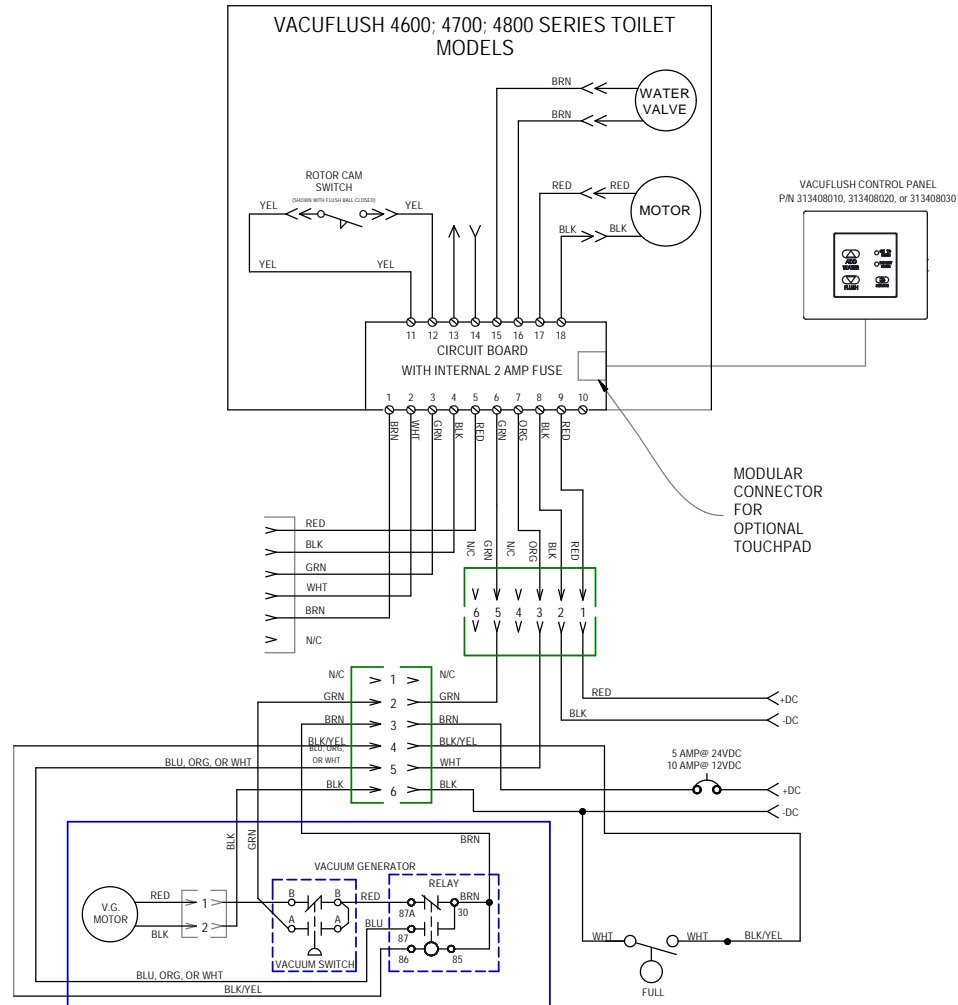 VACUFLUSH 4600; 4700; 4800 SERIES TOILET
MODELS
BRN
WATER
VALVE
BRN
ROTOR CAM
SWITCH
(SHOWN WITH FLUSH BALL CLOSED)
YEL
YEL
RED
RED
MOTOR
BLK
BLK
YEL
YEL
VACUFLUSH CONTROL PANEL
P/N 313408010, 313408020, or 313408030
ADD
WATER
FLUSH
11 12 13 14 15 16 17 18
CIRCUIT BOARD
WITH INTERNAL 2 AMP FUSE
1 2 3 4 5 6 7 8 9 10
BRN
WHT
GRN
BLK
RED
GRN
ORG
BLK
RED
MODULAR
CONNECTOR
FOR
OPTIONAL
TOUCHPAD
RED
BLK
GRN
WHT
BRN
N/C
N/C
GRN
N/C
ORG
BLK
RED
6 5 4 3 2 1
N/C 1 N/C
GRN 2 GRN
BRN 3 BRN
BLK/YEL 4 BLK/YEL
BLU, ORG,
OR WHT
BLU, ORG, OR WHT 5 WHT
BLK 6 BLK
RED
+DC
BLK
-DC
5 AMP@ 24VDC
10 AMP@ 12VDC
+DC
-DC
BLK
GRN
BRN
VACUUM GENERATOR
RELAY
V.G.
MOTOR
RED
1
BLK
2
B B
A A
VACUUM SWITCH
RED
87A
BRN
30
BLU
87
86 85
BLU, ORG, OR WHT
BLK/YEL
WHT
WHT
BLK/YEL
FULL